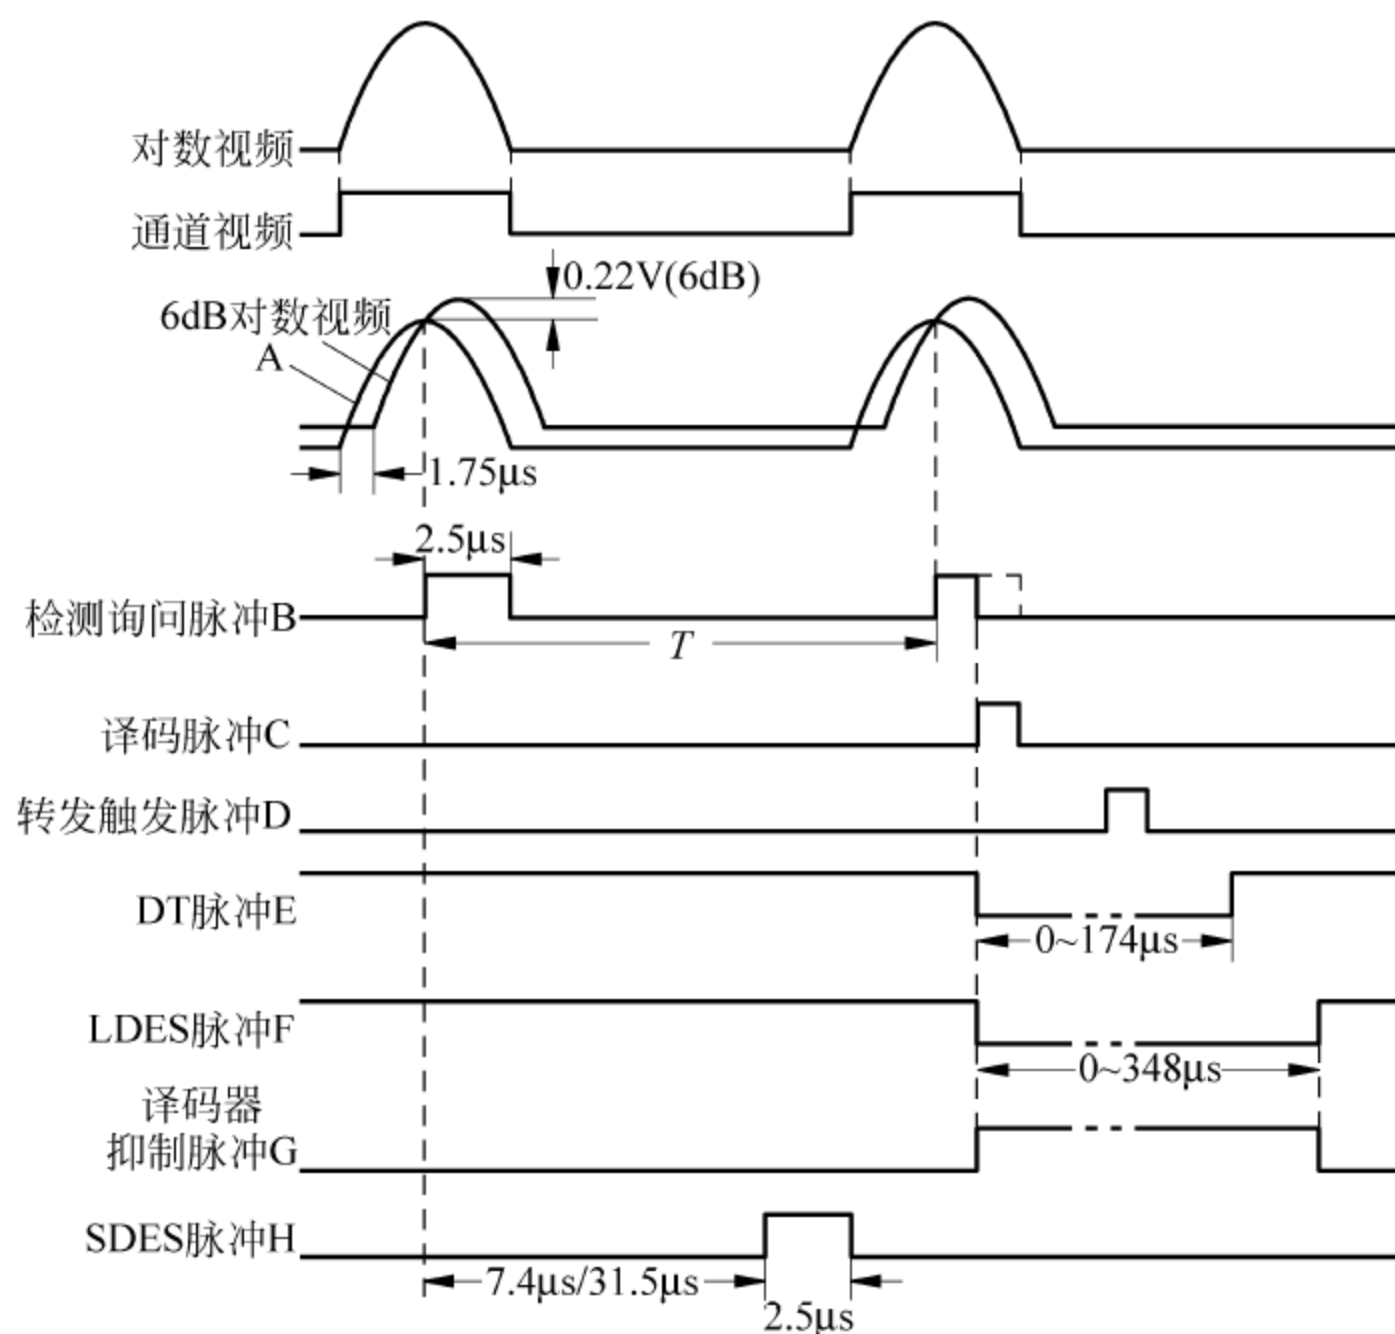 对数视频
通道视频
0.22V(6dB)
6dB对数视频
A
1.75μs
2.5μs
检测询问脉冲B
T
译码脉冲C
转发触发脉冲D
DT脉冲E
0~174μs
LDES脉冲F
0~348μs
译码器
抑制脉冲G
SDES脉冲H
7.4μs/31.5μs
2.5μs